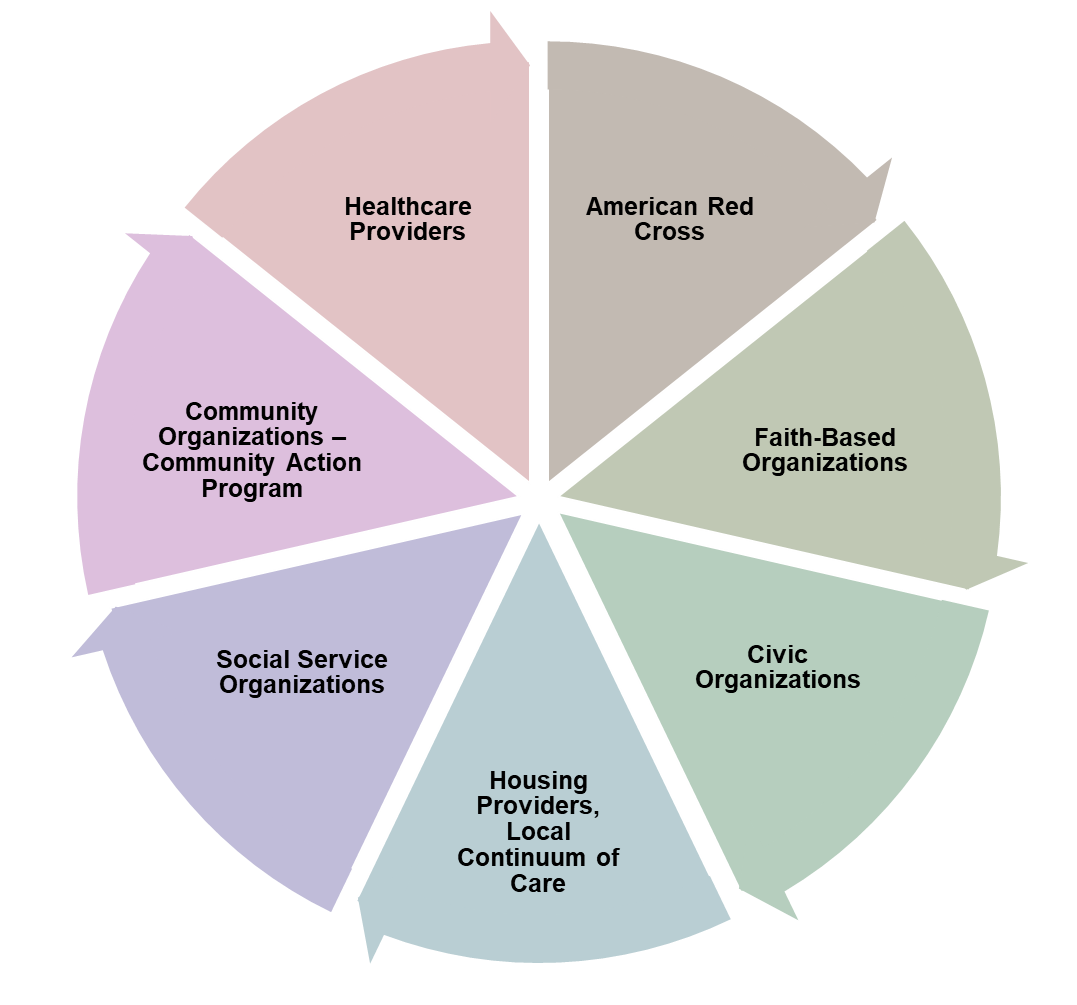 Healthcare
Providers
American Red
Cross
Faith-Based
Organizations
Civic
Organizations
Housing
Providers,
Local
Continuum of
Care
Social Service
Organizations
Community
Organizations –
Community Action
Program